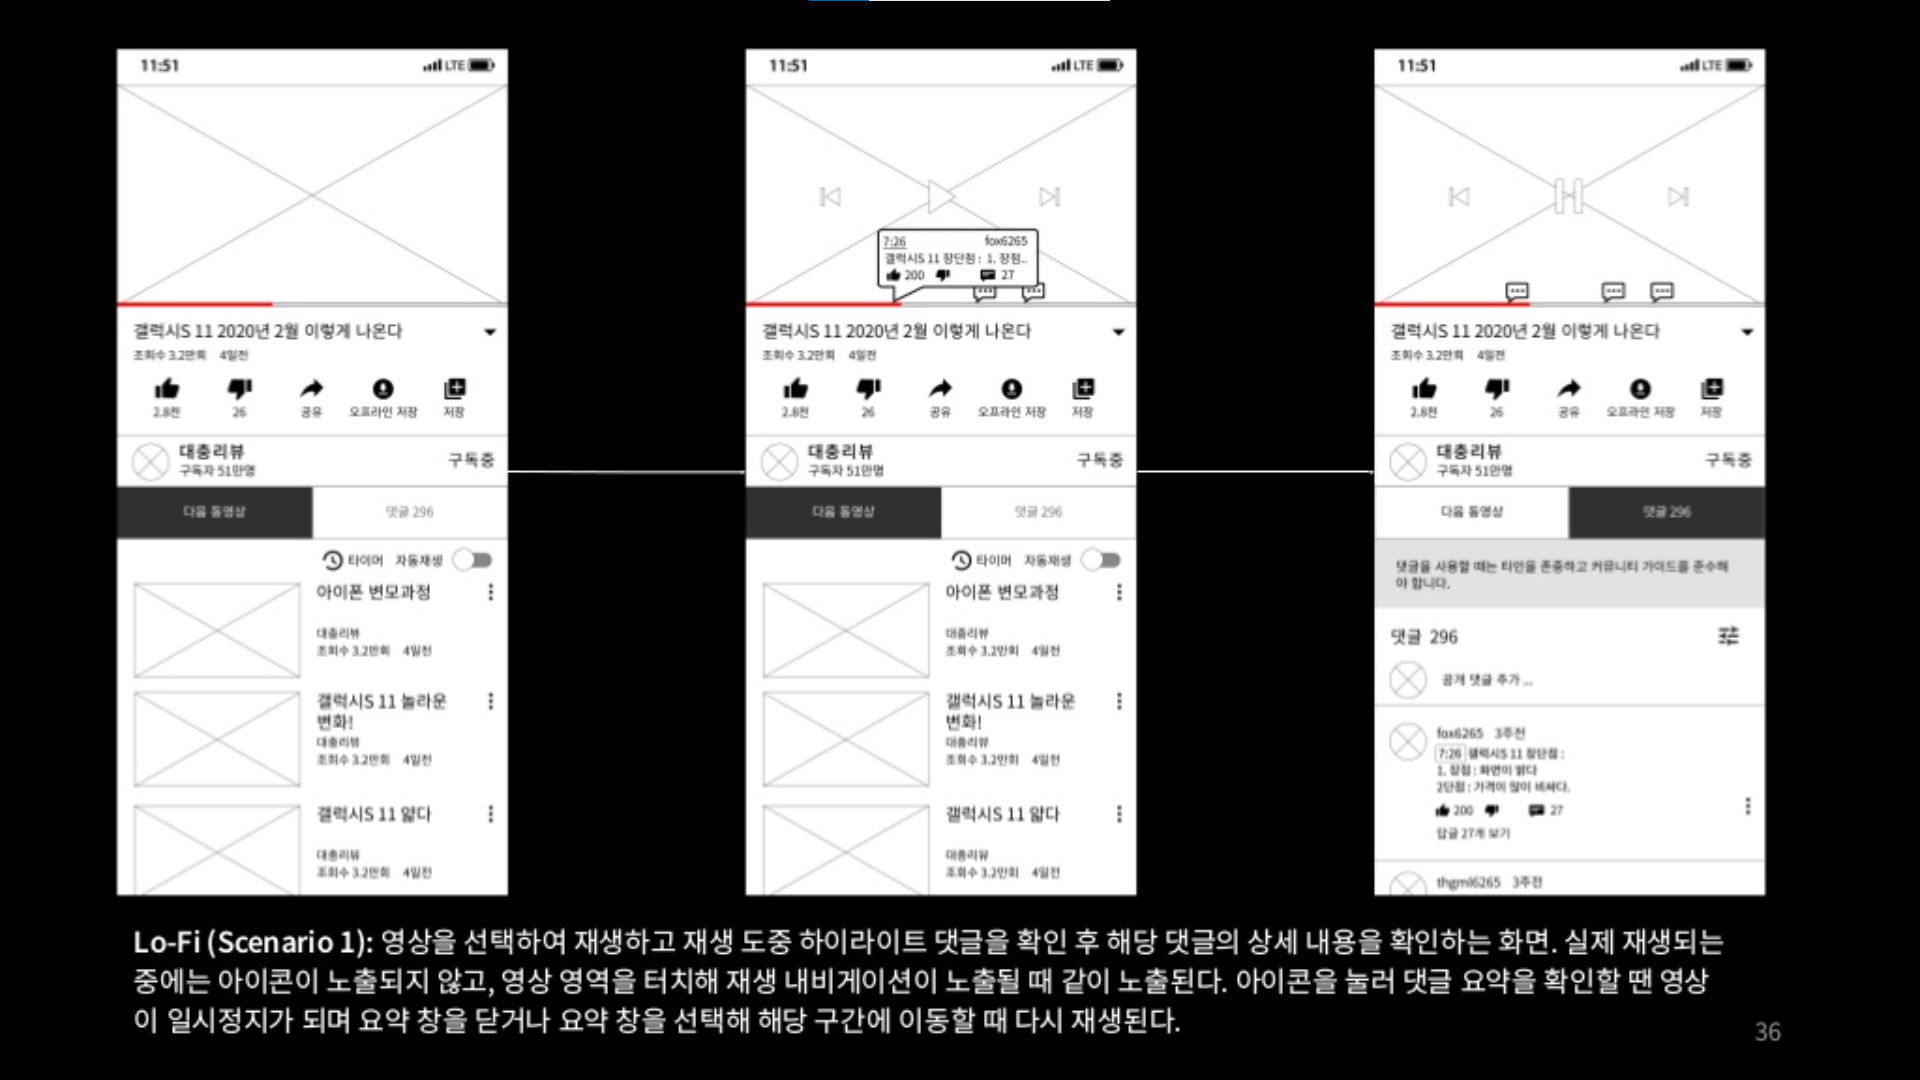 11:51
LTE
갤럭시S 11 2020년 2월 이렇게 나온다
조회수 3.2만회 4일전
2.8천 26 공유 오프라인 저장 저장
대충리뷰
구독자 51만명
구독중
다음 동영상 댓글 296
타이머 자동재생
아이폰 변모과정
대충리뷰
조회수 3.2만회 4일전
갤럭시S 11 놀라운
변화!
대충리뷰
조회수 3.2만회 4일전
갤럭시S 11 얇다
대충리뷰
조회수 3.2만회 4일전
11:51
LTE
7:26 fox6265
갤럭시S 11 장단점 : 1. 장점..
200 27
갤럭시S 11 2020년 2월 이렇게 나온다
조회수 3.2만회 4일전
2.8천 26 공유 오프라인 저장 저장
대충리뷰
구독자 51만명
구독중
다음 동영상 댓글 296
타이머 자동재생
아이폰 변모과정
대충리뷰
조회수 3.2만회 4일전
갤럭시S 11 놀라운
변화!
대충리뷰
조회수 3.2만회 4일전
갤럭시S 11 얇다
대충리뷰
조회수 3.2만회 4일전
11:51
LTE
갤럭시S 11 2020년 2월 이렇게 나온다
조회수 3.2만회 4일전
2.8천 26 공유 오프라인 저장 저장
대충리뷰
구독자 51만명
구독중
다음 동영상 댓글 296
댓글을 사용할 때는 타인을 존중하고 커뮤니티 가이드를 준수해
야 합니다.
댓글 296
공개 댓글 추가 ...
fox6265 3주전
7:26 갤럭시S 11 장단점 :
1. 장점 : 화면이 밝다
2단점 : 가격이 많이 비싸다.
200 27
답글 27개 보기
thgml6265 3주전
Lo-Fi (Scenario 1): 영상을 선택하여 재생하고 재생 도중 하이라이트 댓글을 확인 후 해당 댓글의 상세 내용을 확인하는 화면. 실제 재생되는
중에는 아이콘이 노출되지 않고, 영상 영역을 터치해 재생 내비게이션이 노출될 때 같이 노출된다. 아이콘을 눌러 댓글 요약을 확인할 땐 영상
이 일시정지가 되며 요약 창을 닫거나 요약 창을 선택해 해당 구간에 이동할 때 다시 재생된다.
36